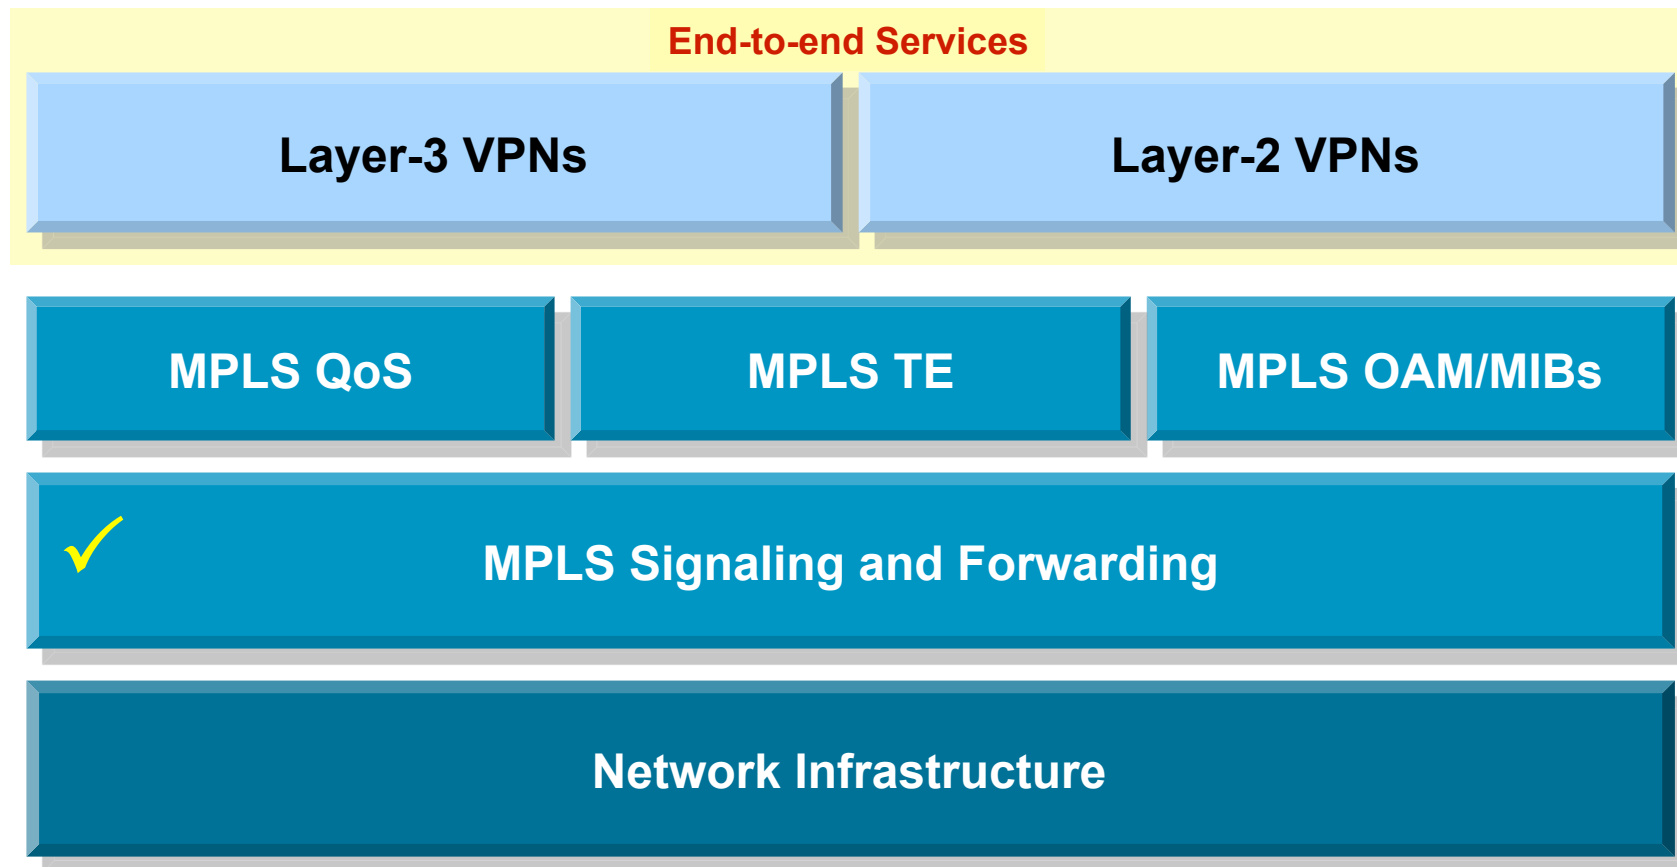 End-to-end Services
Layer-3 VPNs
Layer-2 VPNs
MPLS QoS
MPLS TE
MPLS OAM/MIBs
MPLS Signaling and Forwarding
Network Infrastructure